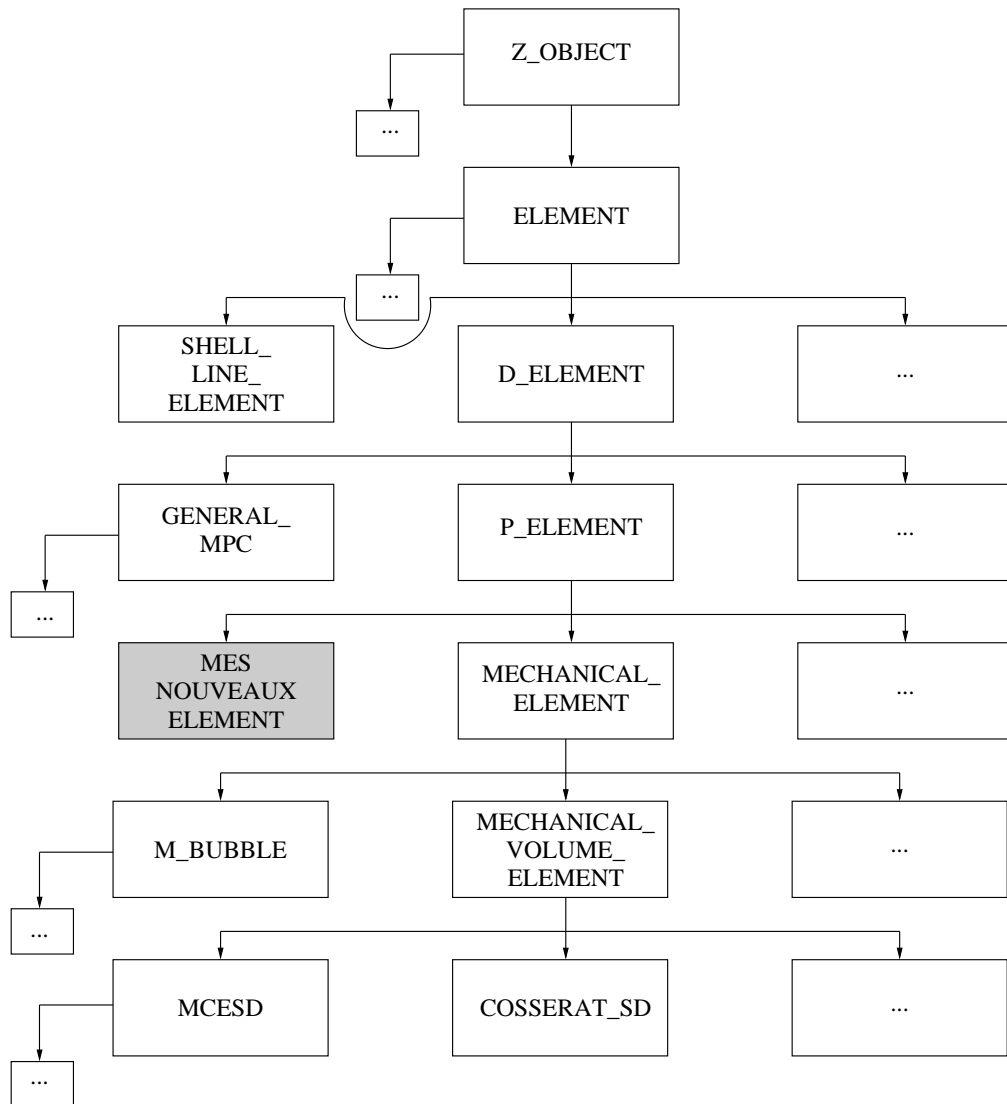 Z_OBJECT
...
ELEMENT
...
SHELL_
LINE_
ELEMENT
D_ELEMENT
...
GENERAL_
MPC
P_ELEMENT
...
...
MES
NOUVEAUX
ELEMENT
MECHANICAL_
ELEMENT
...
M_BUBBLE
MECHANICAL_
VOLUME_
ELEMENT
...
...
MCESD
COSSERAT_SD
...
...